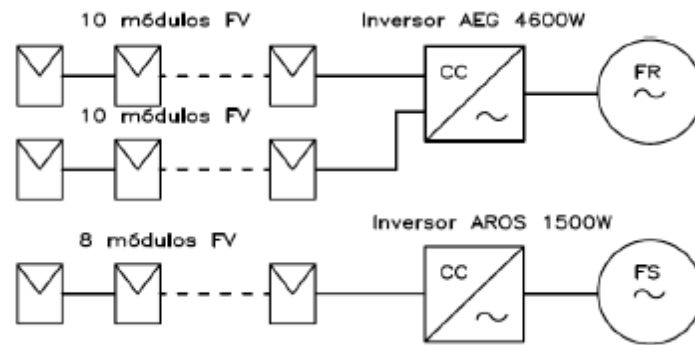 10 módulos FV
Inversor AEG 4600W
CC
FR
10 módulos FV
8 módulos FV
Inversor AROS 1500W
CC
FS